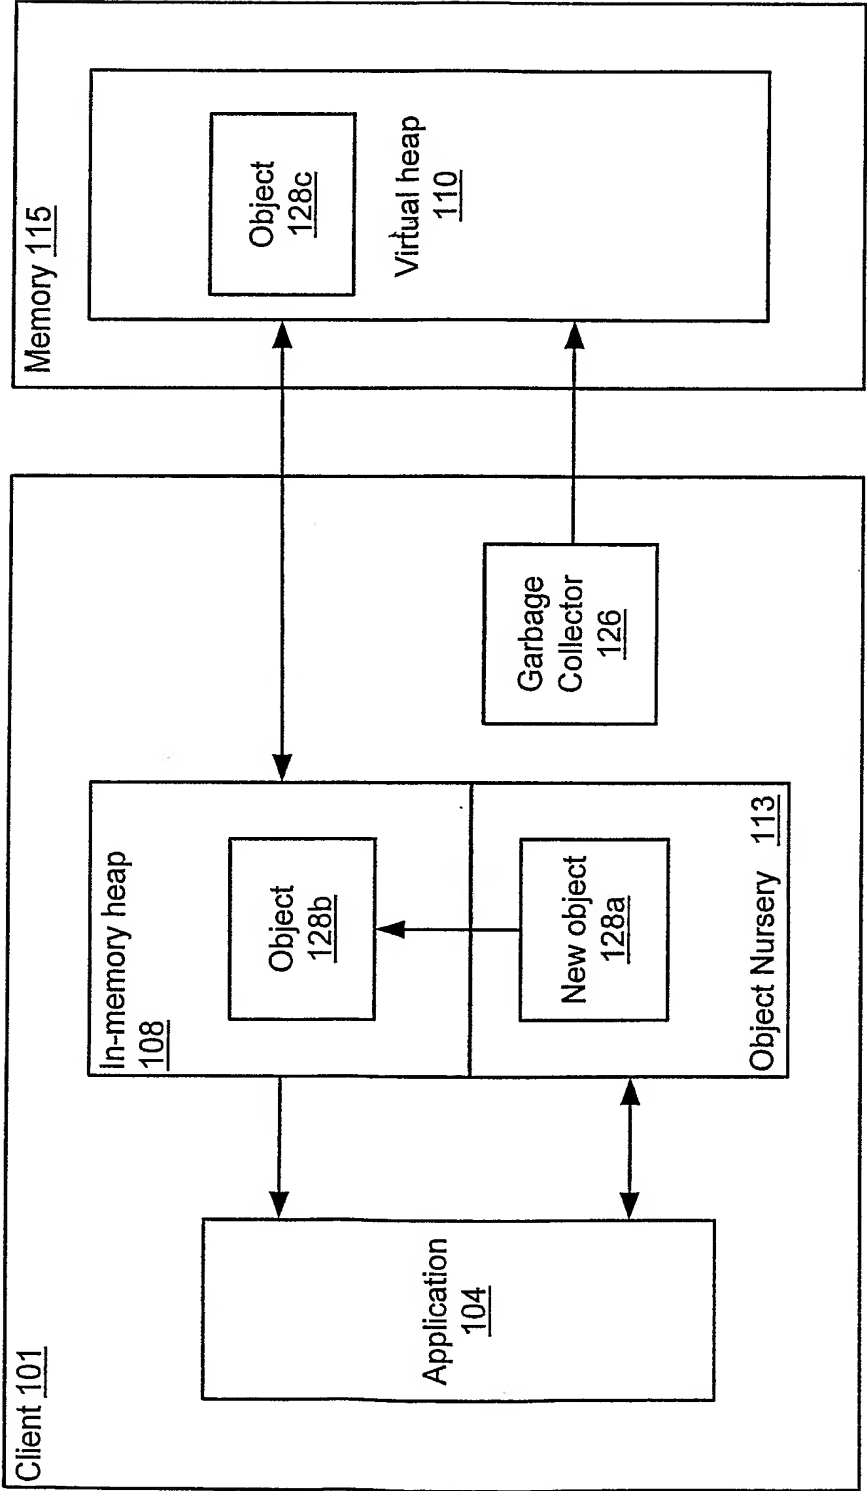 Client 101
Application
104
In-memory heap
108
Object
128b
New object
128a
Object Nursery 113
Garbage
Collector
126
Memory 115
Object
128c
Virtual heap
110